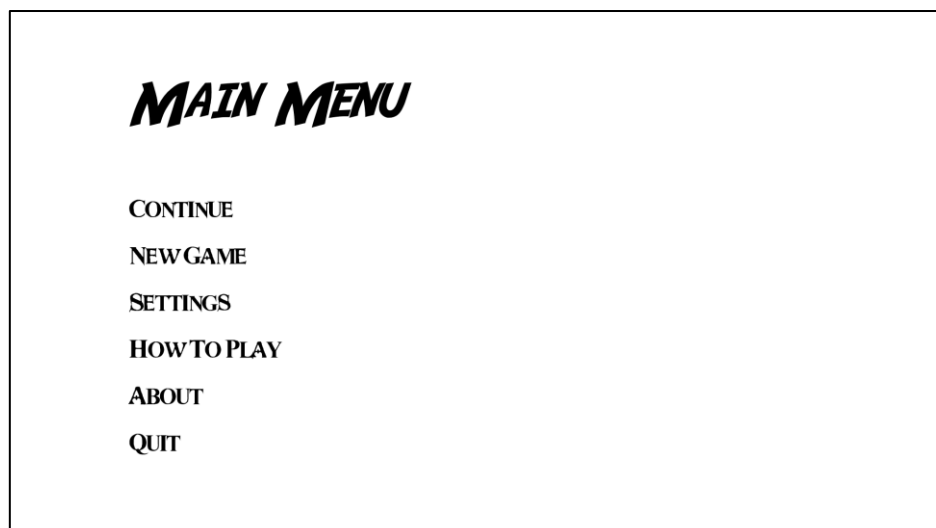 Main Menu
Continue
New Game
Settings
How To Play
About
Quit